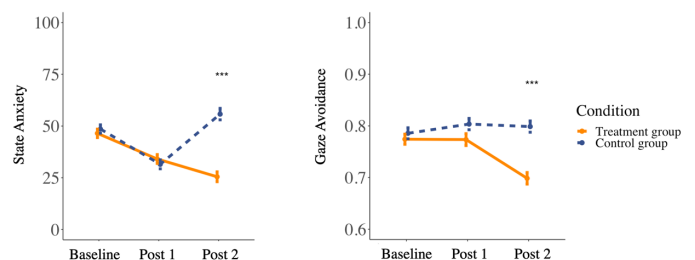 State Anxiety
100
75
50
25
0
Baseline Post 1 Post 2
***
Gaze Avoidance
1.0
0.9
0.8
0.7
0.6
Baseline Post 1 Post 2
***
Condition
Treatment group
Control group